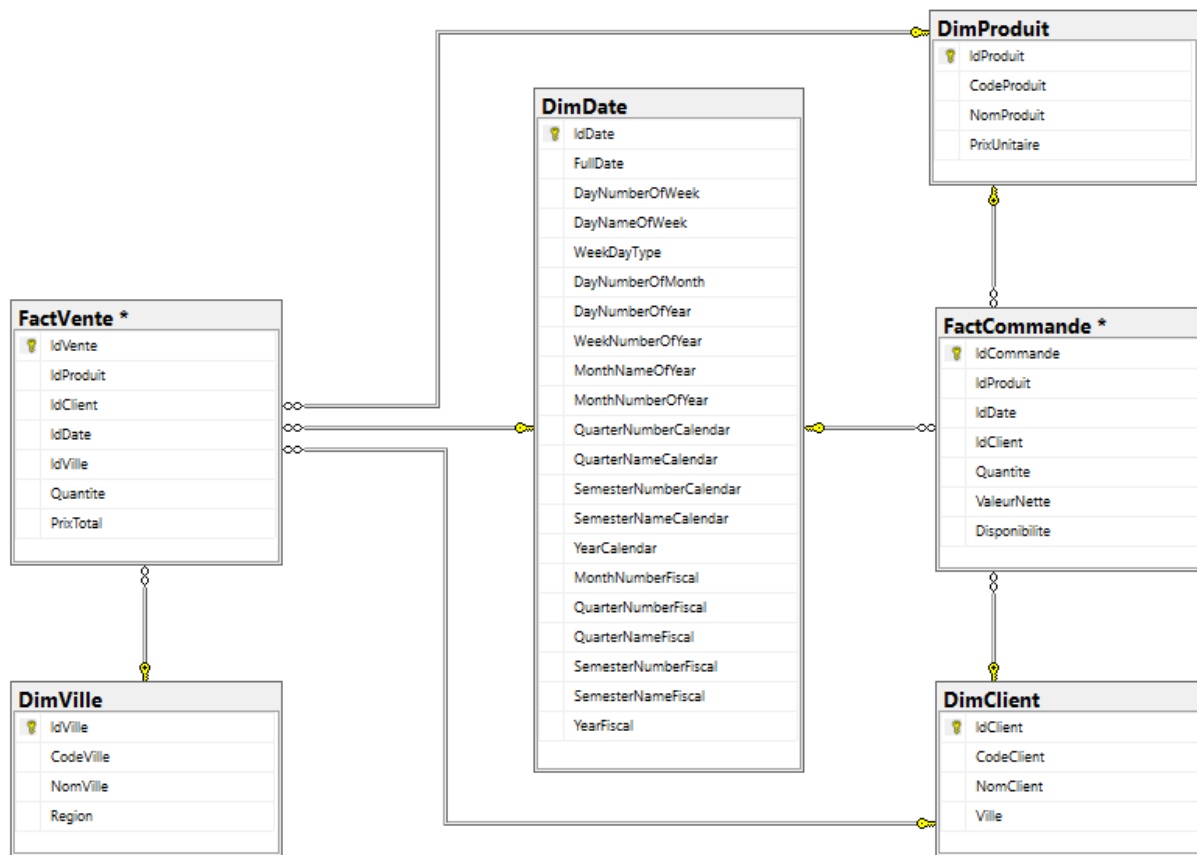 DimProduit
IdProduit
CodeProduit
NomProduit
PrixUnitaire
DimDate
IdDate
FullDate
DayNumberOfWeek
DayNameOfWeek
WeekDayType
DayNumberOfMonth
DayNumberOfYear
WeekNumberOfYear
MonthNameOfYear
MonthNumberOfYear
QuarterNumberCalendar
QuarterNameCalendar
SemesterNumberCalendar
SemesterNameCalendar
YearCalendar
MonthNumberFiscal
QuarterNumberFiscal
QuarterNameFiscal
SemesterNumberFiscal
SemesterNameFiscal
YearFiscal
FactVente *
IdVente
IdProduit
IdClient
IdDate
IdVille
Quantite
PrixTotal
FactCommande *
IdCommande
IdProduit
IdDate
IdClient
Quantite
ValeurNette
Disponibilite
DimVille
IdVille
CodeVille
NomVille
Region
DimClient
IdClient
CodeClient
NomClient
Ville